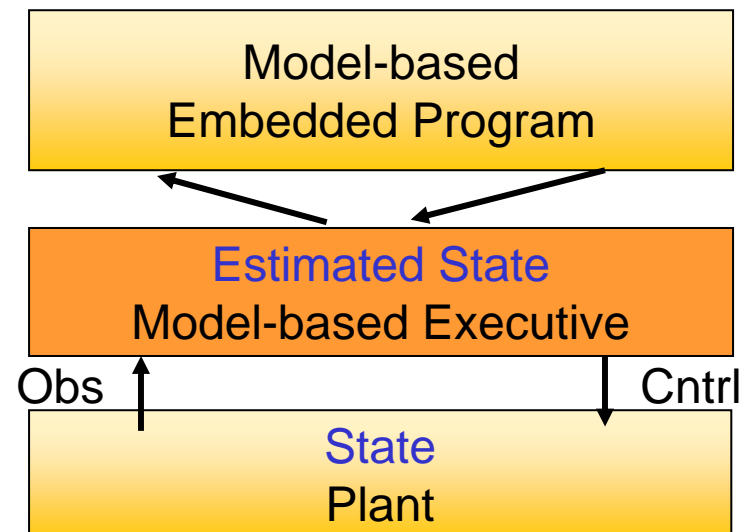 Model-based
Embedded Program
Estimated State
Model-based Executive
Obs
Cntrl
State
Plant